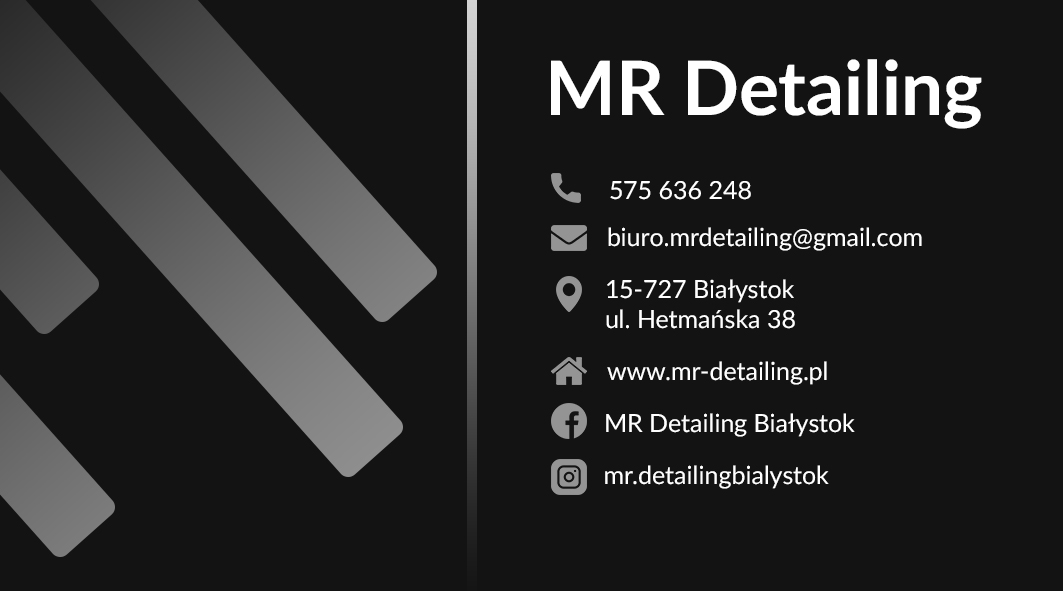 MR Detailing
575 636 248
biuro.mrdetailing@gmail.com
15-727 Białystok
ul. Hetmańska 38
www.mr-detailing.pl
MR Detailing Białystok
mr.detailingbialystok